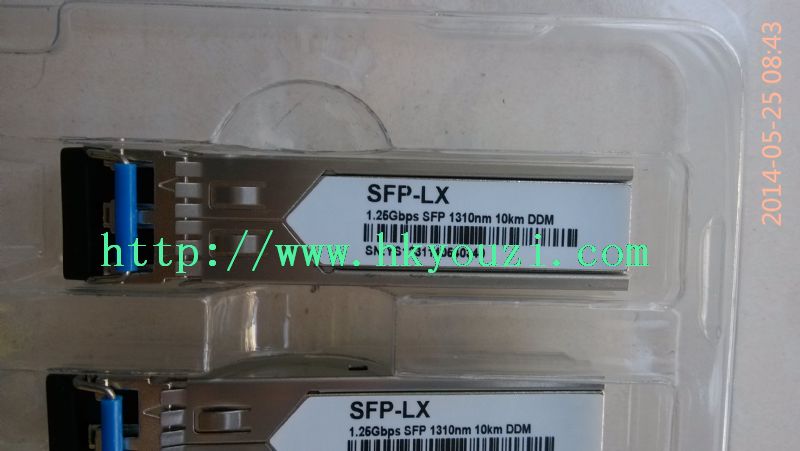 2014-05-25 08:43
SFP-LX
1.25Gbps SFP 1310nm 10km DDM
http://www.hkyouzi.com
SFP-LX
1.25Gbps SFP 1310nm 10km DDM